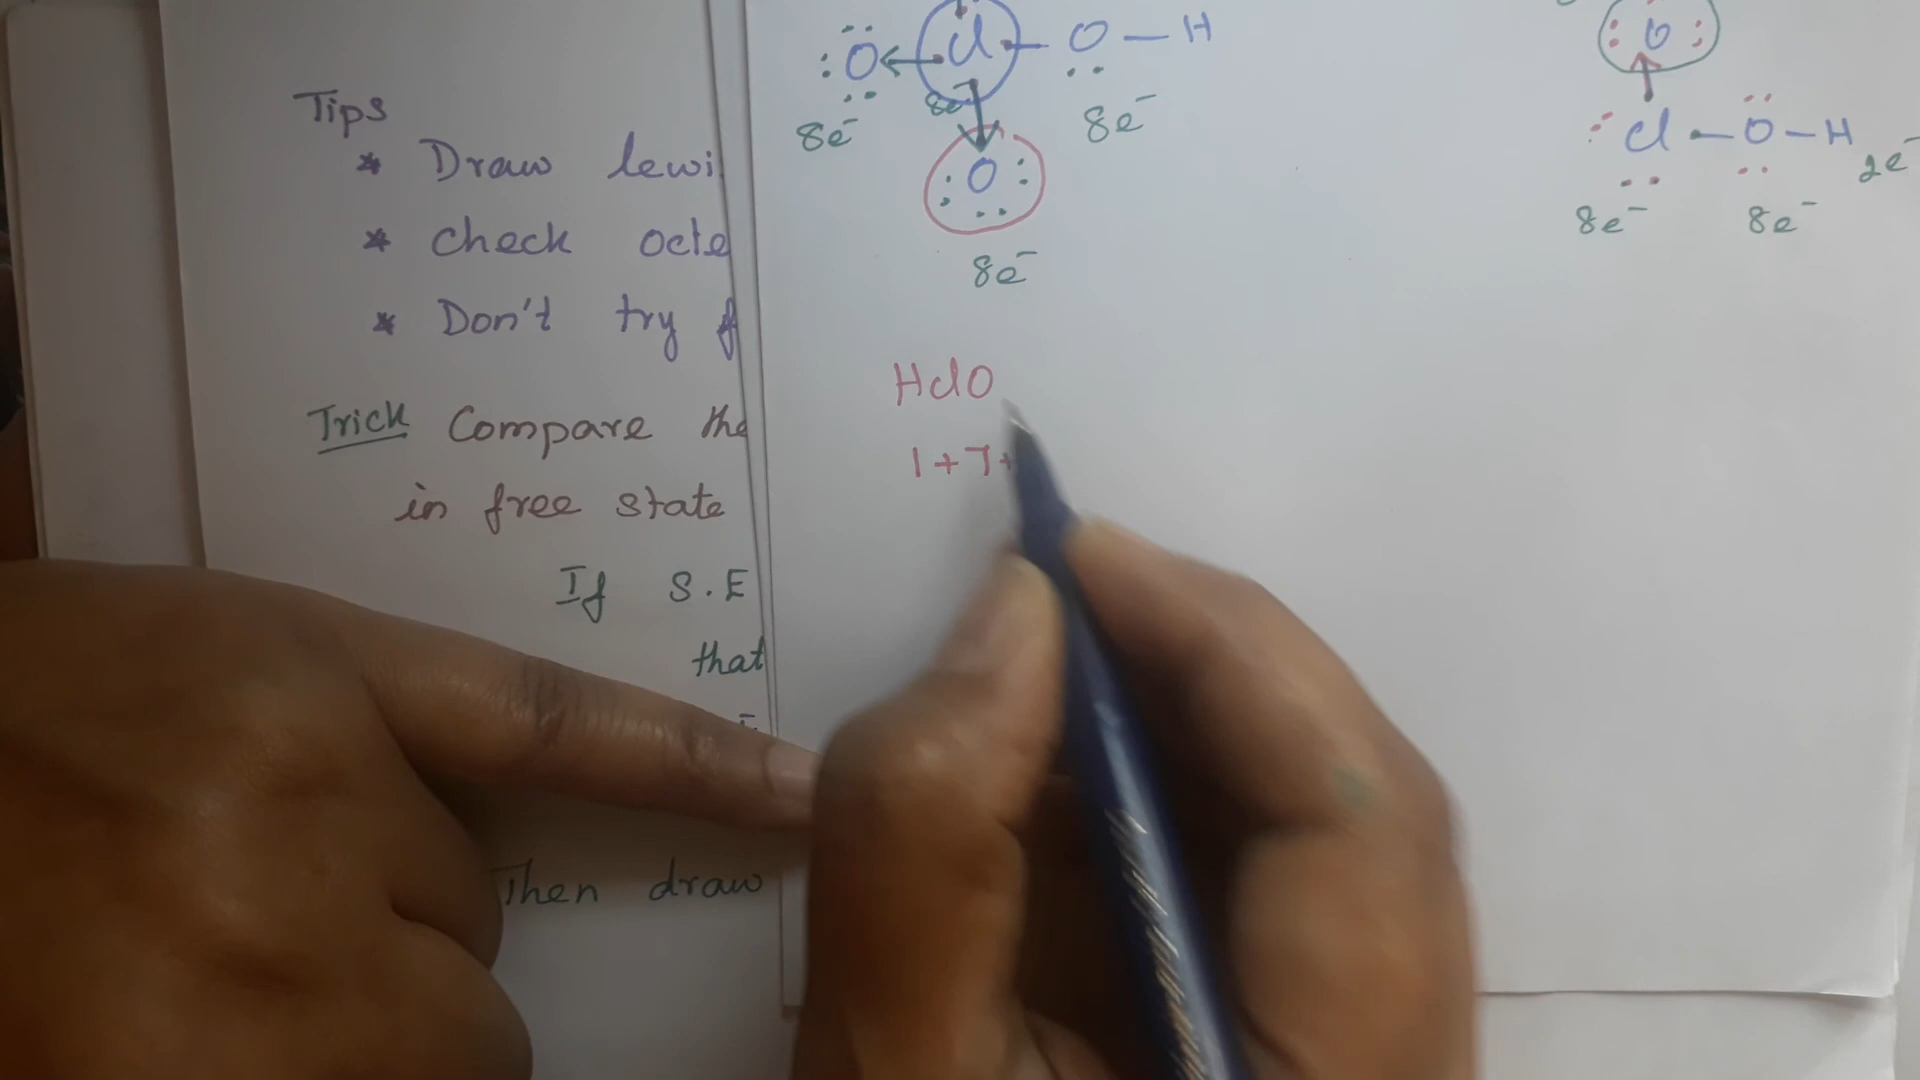 Tips
* Draw lewi
* check octe
* Don't try f
Trick Compare the
in free state
If S.E
that
Then draw
O Cl O — H
8e⁻ 8e⁻ 8e⁻
O
8e⁻
HClO
1+7+
O
Cl — O — H 2e⁻
8e⁻ 8e⁻